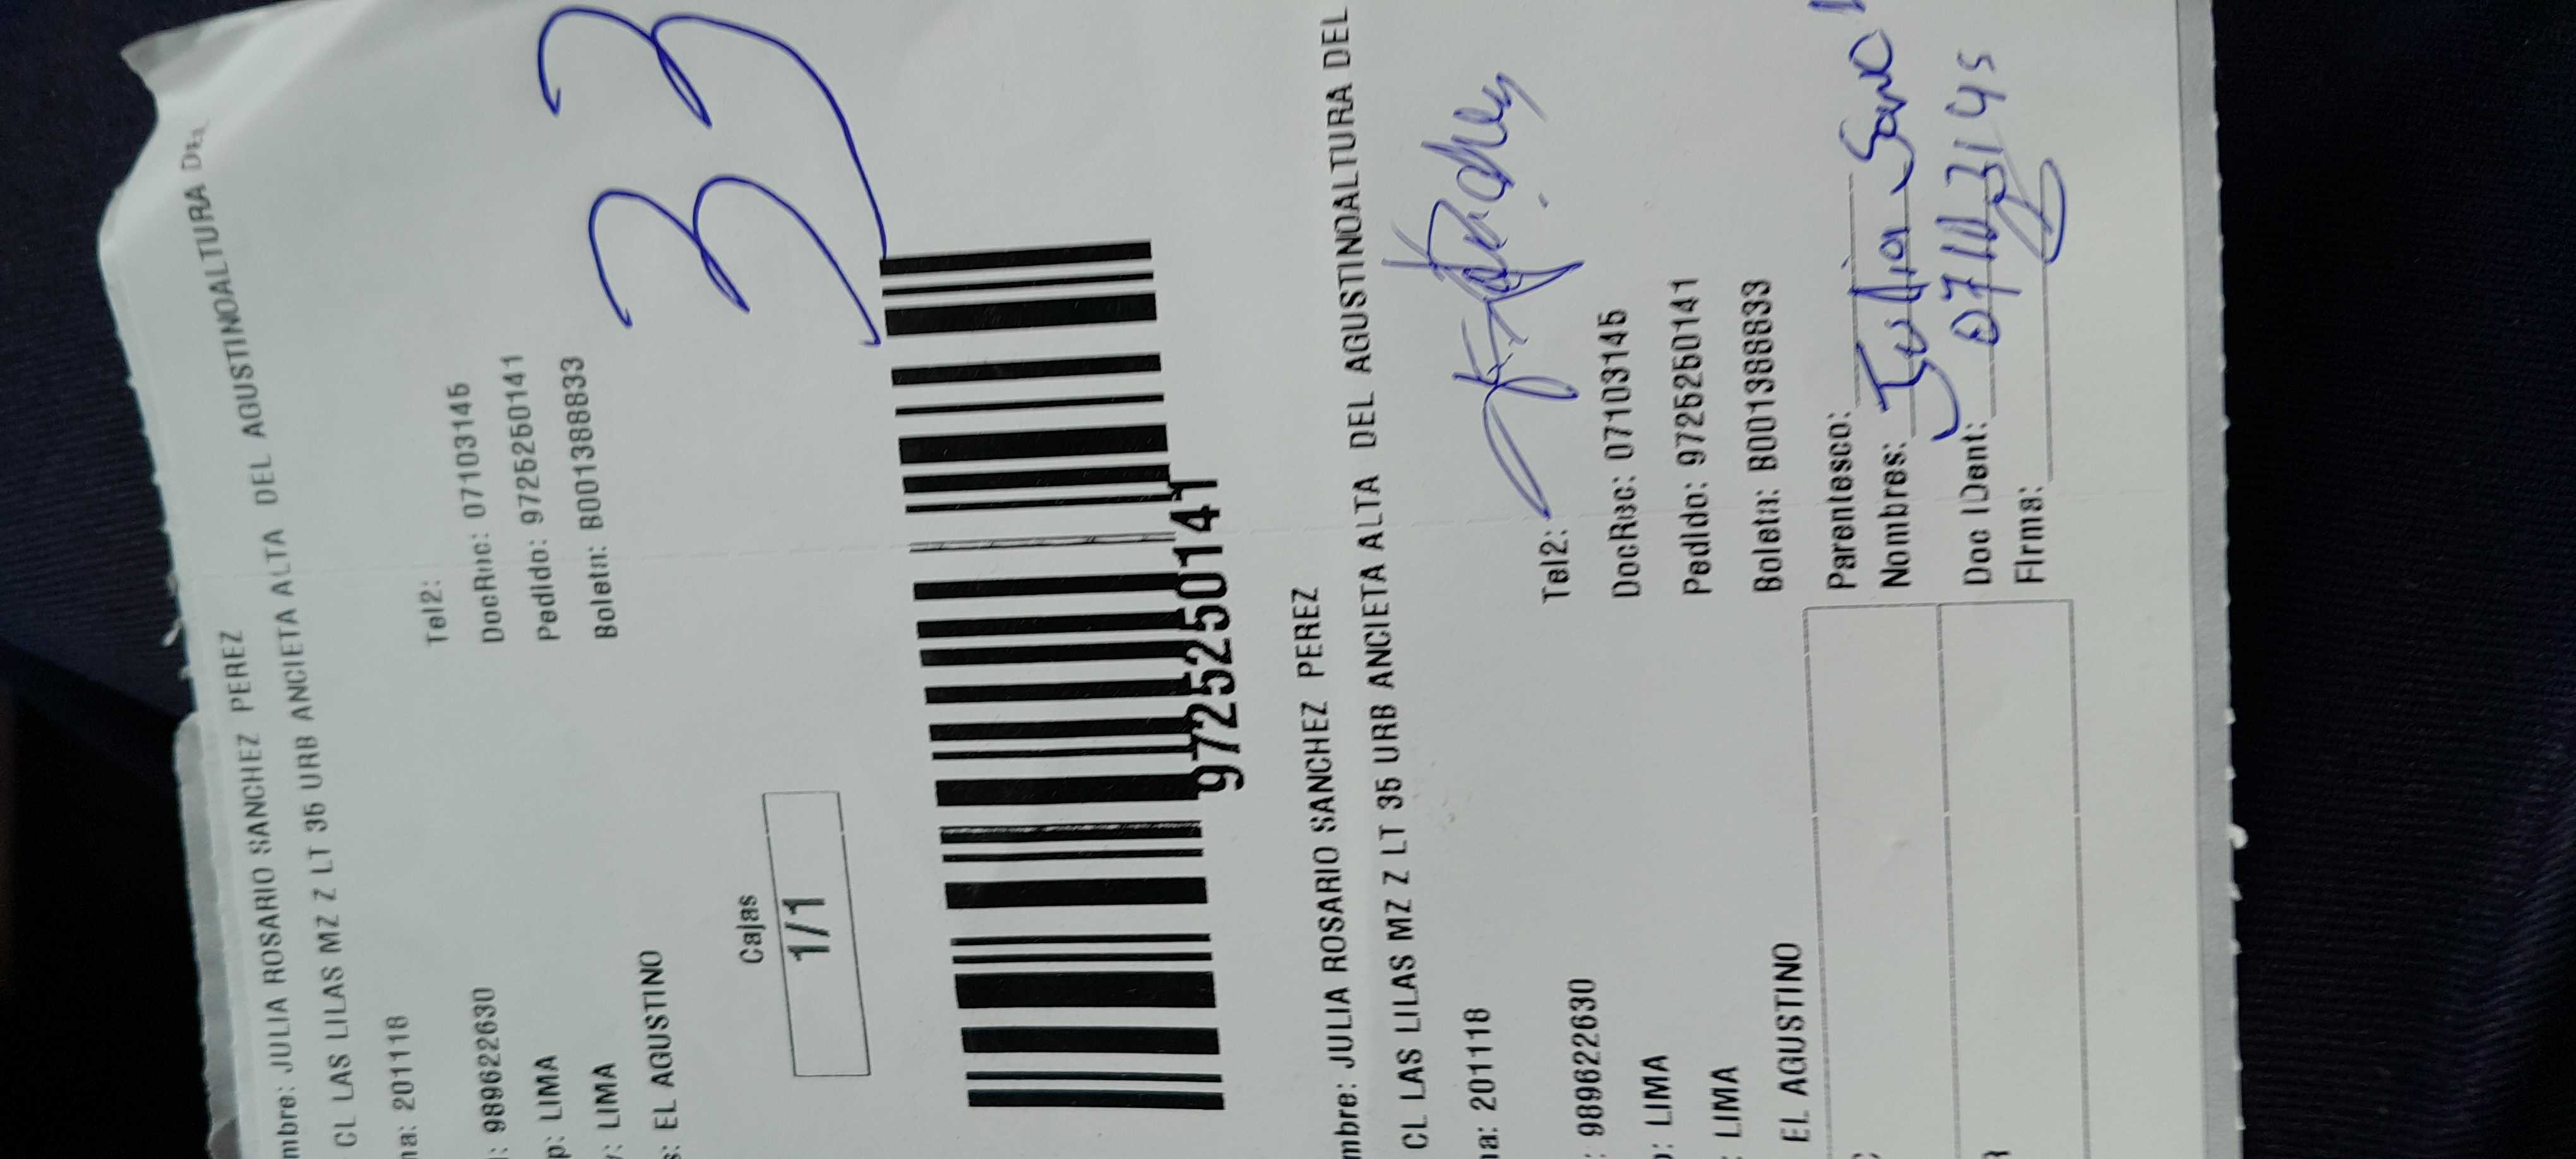 mbre: JULIA ROSARIO SANCHEZ PEREZ
CL LAS LILAS MZ Z LT 35 URB ANCIETA ALTA DEL AGUSTINOALTURA DEL
na: 201118
Tel2:
: 989622630
DocRuc: 07103145
p: LIMA
Pedido: 9725250141
: LIMA
Boleta: B001388833
s: EL AGUSTINO
33
Cajas
1/1
9725250141
mbre: JULIA ROSARIO SANCHEZ PEREZ
CL LAS LILAS MZ Z LT 35 URB ANCIETA ALTA DEL AGUSTINOALTURA DEL
na: 201118
Tel2:
: 989622630
DocRuc: 07103145
: LIMA
Pedido: 9725250141
: LIMA
Boleta: B001388833
EL AGUSTINO
Parentesco:
Nombres: Julia
Doc IDent:
Firma: